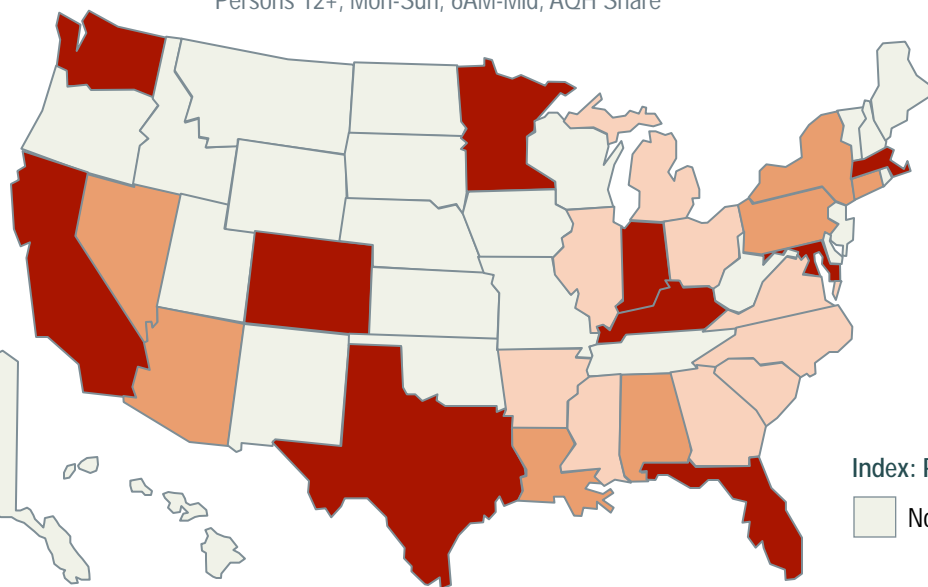 Persons 12+, Mon-Sun, 6AM-Mid, AQH Share
Index: